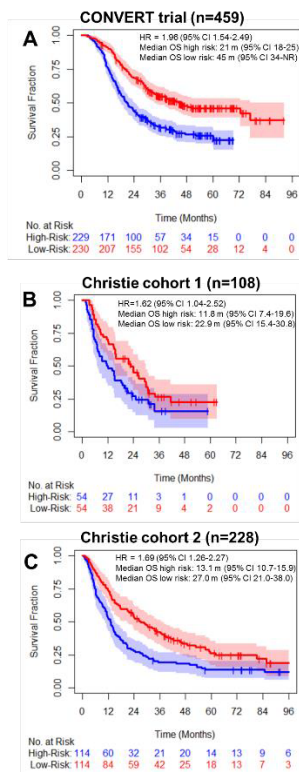 CONVERT trial (n=459)
A
HR = 1.96 (95% CI 1.54-2.49)
Median OS high risk: 21 m (95% CI 18-25)
Median OS low risk: 45 m (95% CI 34-NR)
Survival Fraction
1.00
0.75
0.50
0.25
0.00
0 12 24 36 48 60 72 84 96
Time (Months)
No. at Risk
High-Risk: 229 171 100 57 34 15 0 0 0
Low-Risk: 230 207 155 102 54 28 12 4 0
Christie cohort 1 (n=108)
B
HR=1.62 (95% CI 1.04-2.52)
Median OS high risk: 11.8 m (95% CI 7.4-19.6)
Median OS low risk: 22.9 m (95% CI 15.4-30.8)
Survival Fraction
1.00
0.75
0.50
0.25
0.00
0 12 24 36 48 60 72 84 96
Time (Months)
No. at Risk
High-Risk: 54 27 11 3 1 0 0 0 0
Low-Risk: 54 38 21 9 4 2 0 0 0
Christie cohort 2 (n=228)
C
HR = 1.69 (95% CI 1.26-2.27)
Median OS high risk: 13.1 m (95% CI 10.7-15.9)
Median OS low risk: 27.0 m (95% CI 21.0-38.0)
Survival Fraction
1.00
0.75
0.50
0.25
0.00
0 12 24 36 48 60 72 84 96
Time (Months)
No. at Risk
High-Risk: 114 60 32 21 20 14 13 9 6
Low-Risk: 114 84 59 42 25 18 13 7 3